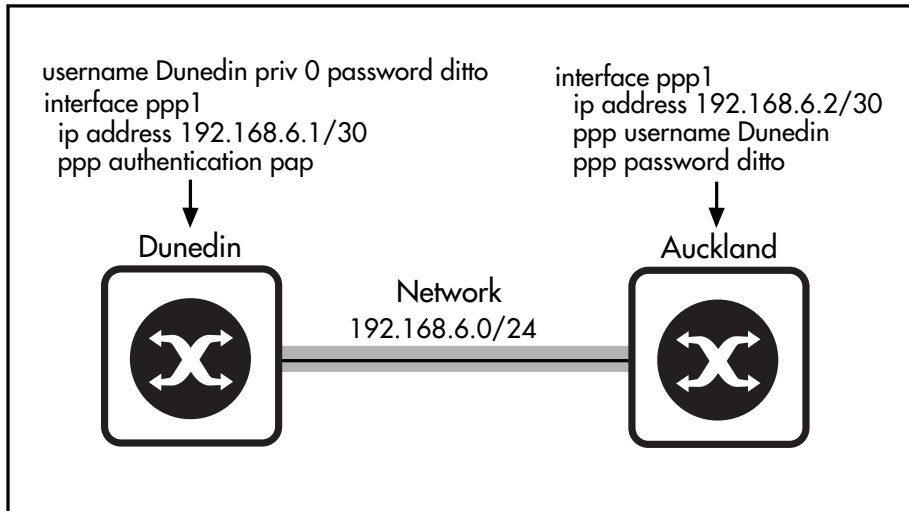 username Dunedin priv 0 password ditto
interface ppp1
ip address 192.168.6.1/30
ppp authentication pap
interface ppp1
ip address 192.168.6.2/30
ppp username Dunedin
ppp password ditto
Dunedin
Auckland
Network
192.168.6.0/24